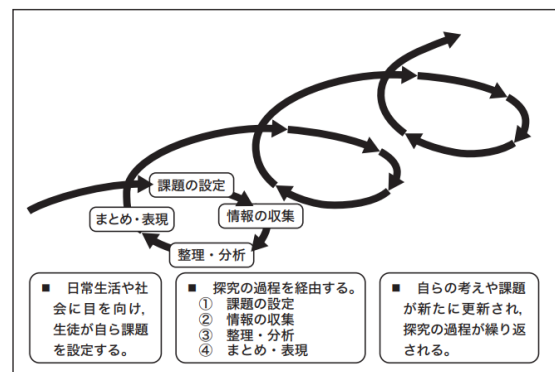 課題の設定
まとめ・表現
情報の収集
整理・分析
■ 日常生活や社
会に目を向け,
生徒が自ら課題
を設定する。
■ 探究の過程を経由する。
① 課題の設定
② 情報の収集
③ 整理・分析
④ まとめ・表現
■ 自らの考えや課題
が新たに更新され,
探究の過程が繰り返
される。